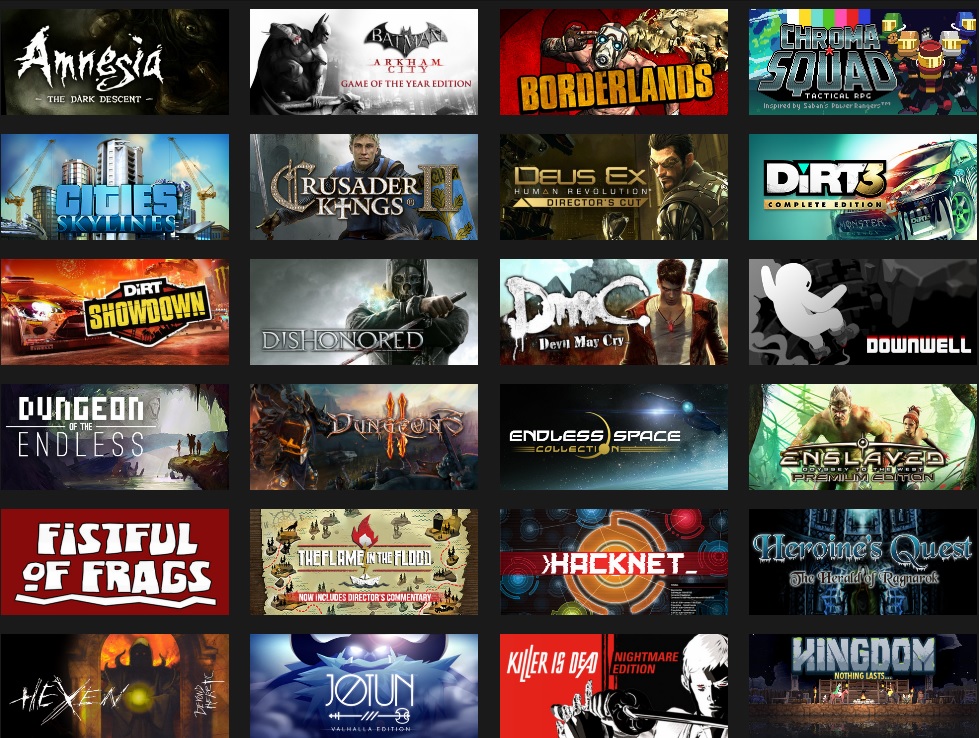 Amnesia
- THE DARK DESCENT -
BATMAN
ARKHAM
CITY
GAME OF THE YEAR EDITION
BORDERLANDS
CHROMA
SQUAD
TACTICAL RPG
Inspired by Saban's Power Rangers™
CITIES
SKYLINES
CRUSADER
KINGS II
DEUS EX
HUMAN REVOLUTION
DIRECTOR'S CUT
DiRT3
COMPLETE EDITION
MONSTER
DiRT
SHOWDOWN
DISHONORED
DmC
Devil May Cry
DOWNWELL
DUNGEON
OF THE
ENDLESS
DUNGEONS
II
ENDLESS SPACE
COLLECTION
ENSLAVED
ODYSSEY TO THE WEST
PREMIUM EDITION
FISTFUL
OF FRAGS
THE FLAME IN THE FLOOD
NOW INCLUDES DIRECTOR'S COMMENTARY
>HACKNET_
Heroine's Quest
The Herald of Ragnarok
HEXEN
BEYOND
HERETIC
JOTUN
VALHALLA EDITION
KILLER IS DEAD
NIGHTMARE
EDITION
KINGDOM
NOTHING LASTS...